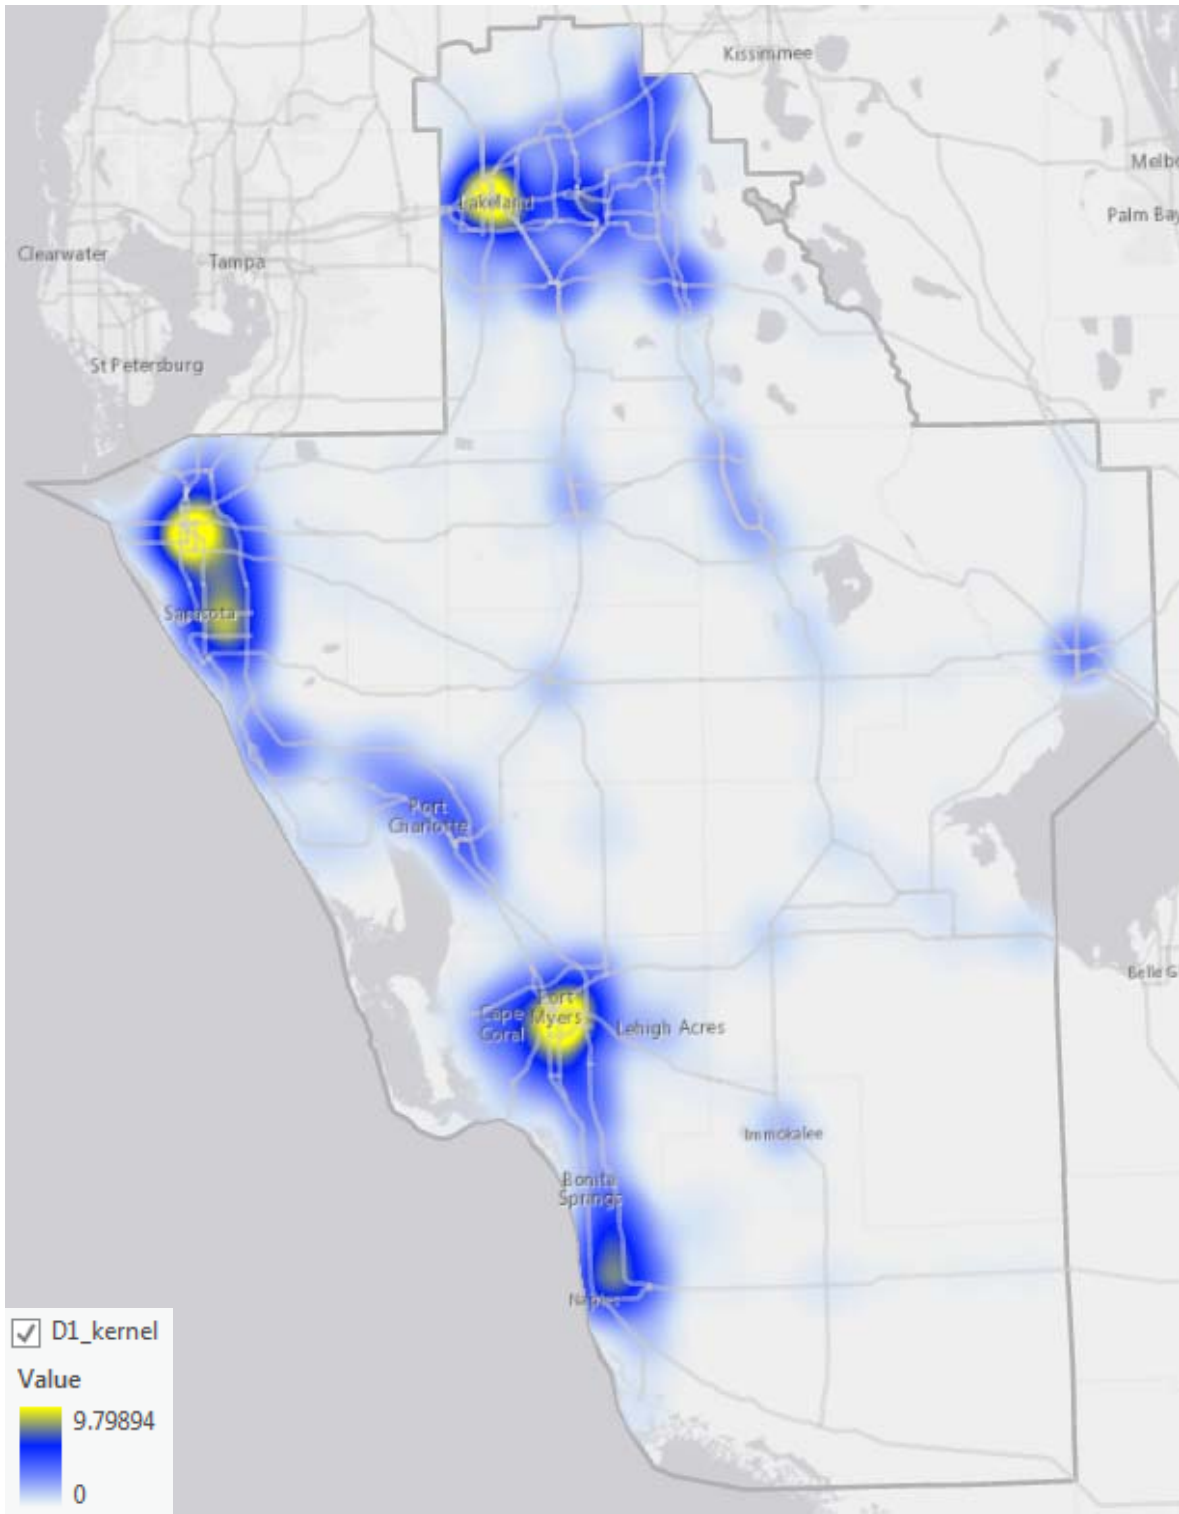 Kissimmee
Melb
Lakeland
Palm Bay
Clearwater
Tampa
St Petersburg
Sarasota
Port
Charlotte
Belle G
Fort
Cape Myers
Coral
Lehigh Acres
Immokalee
Bonita
Springs
Naples
D1_kernel
Value
9.79894
0